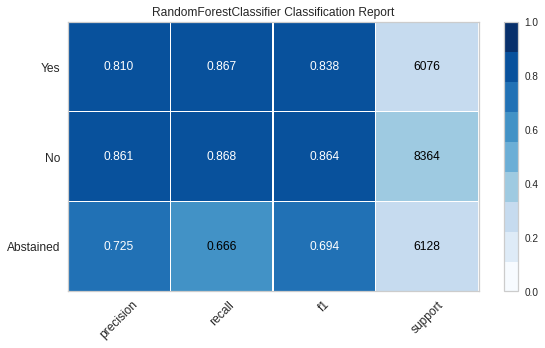 RandomForestClassifier Classification Report
Yes 0.810 0.867 0.838 6076
No 0.861 0.868 0.864 8364
Abstained 0.725 0.666 0.694 6128
precision recall f1 support
1.0
0.8
0.6
0.4
0.2
0.0